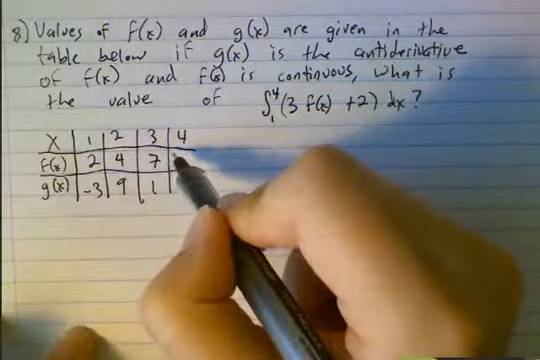 8) Values of f(x) and g(x) are given in the
table below if g(x) is the antiderivative
of f(x) and f(x) is continuous, what is
the value of ∫₁⁴(3 f(x) +2) dx?
x | 1 | 2 | 3 | 4
f(x) | 2 | 4 | 7 |
g(x) | -3 | 9 | 1 |